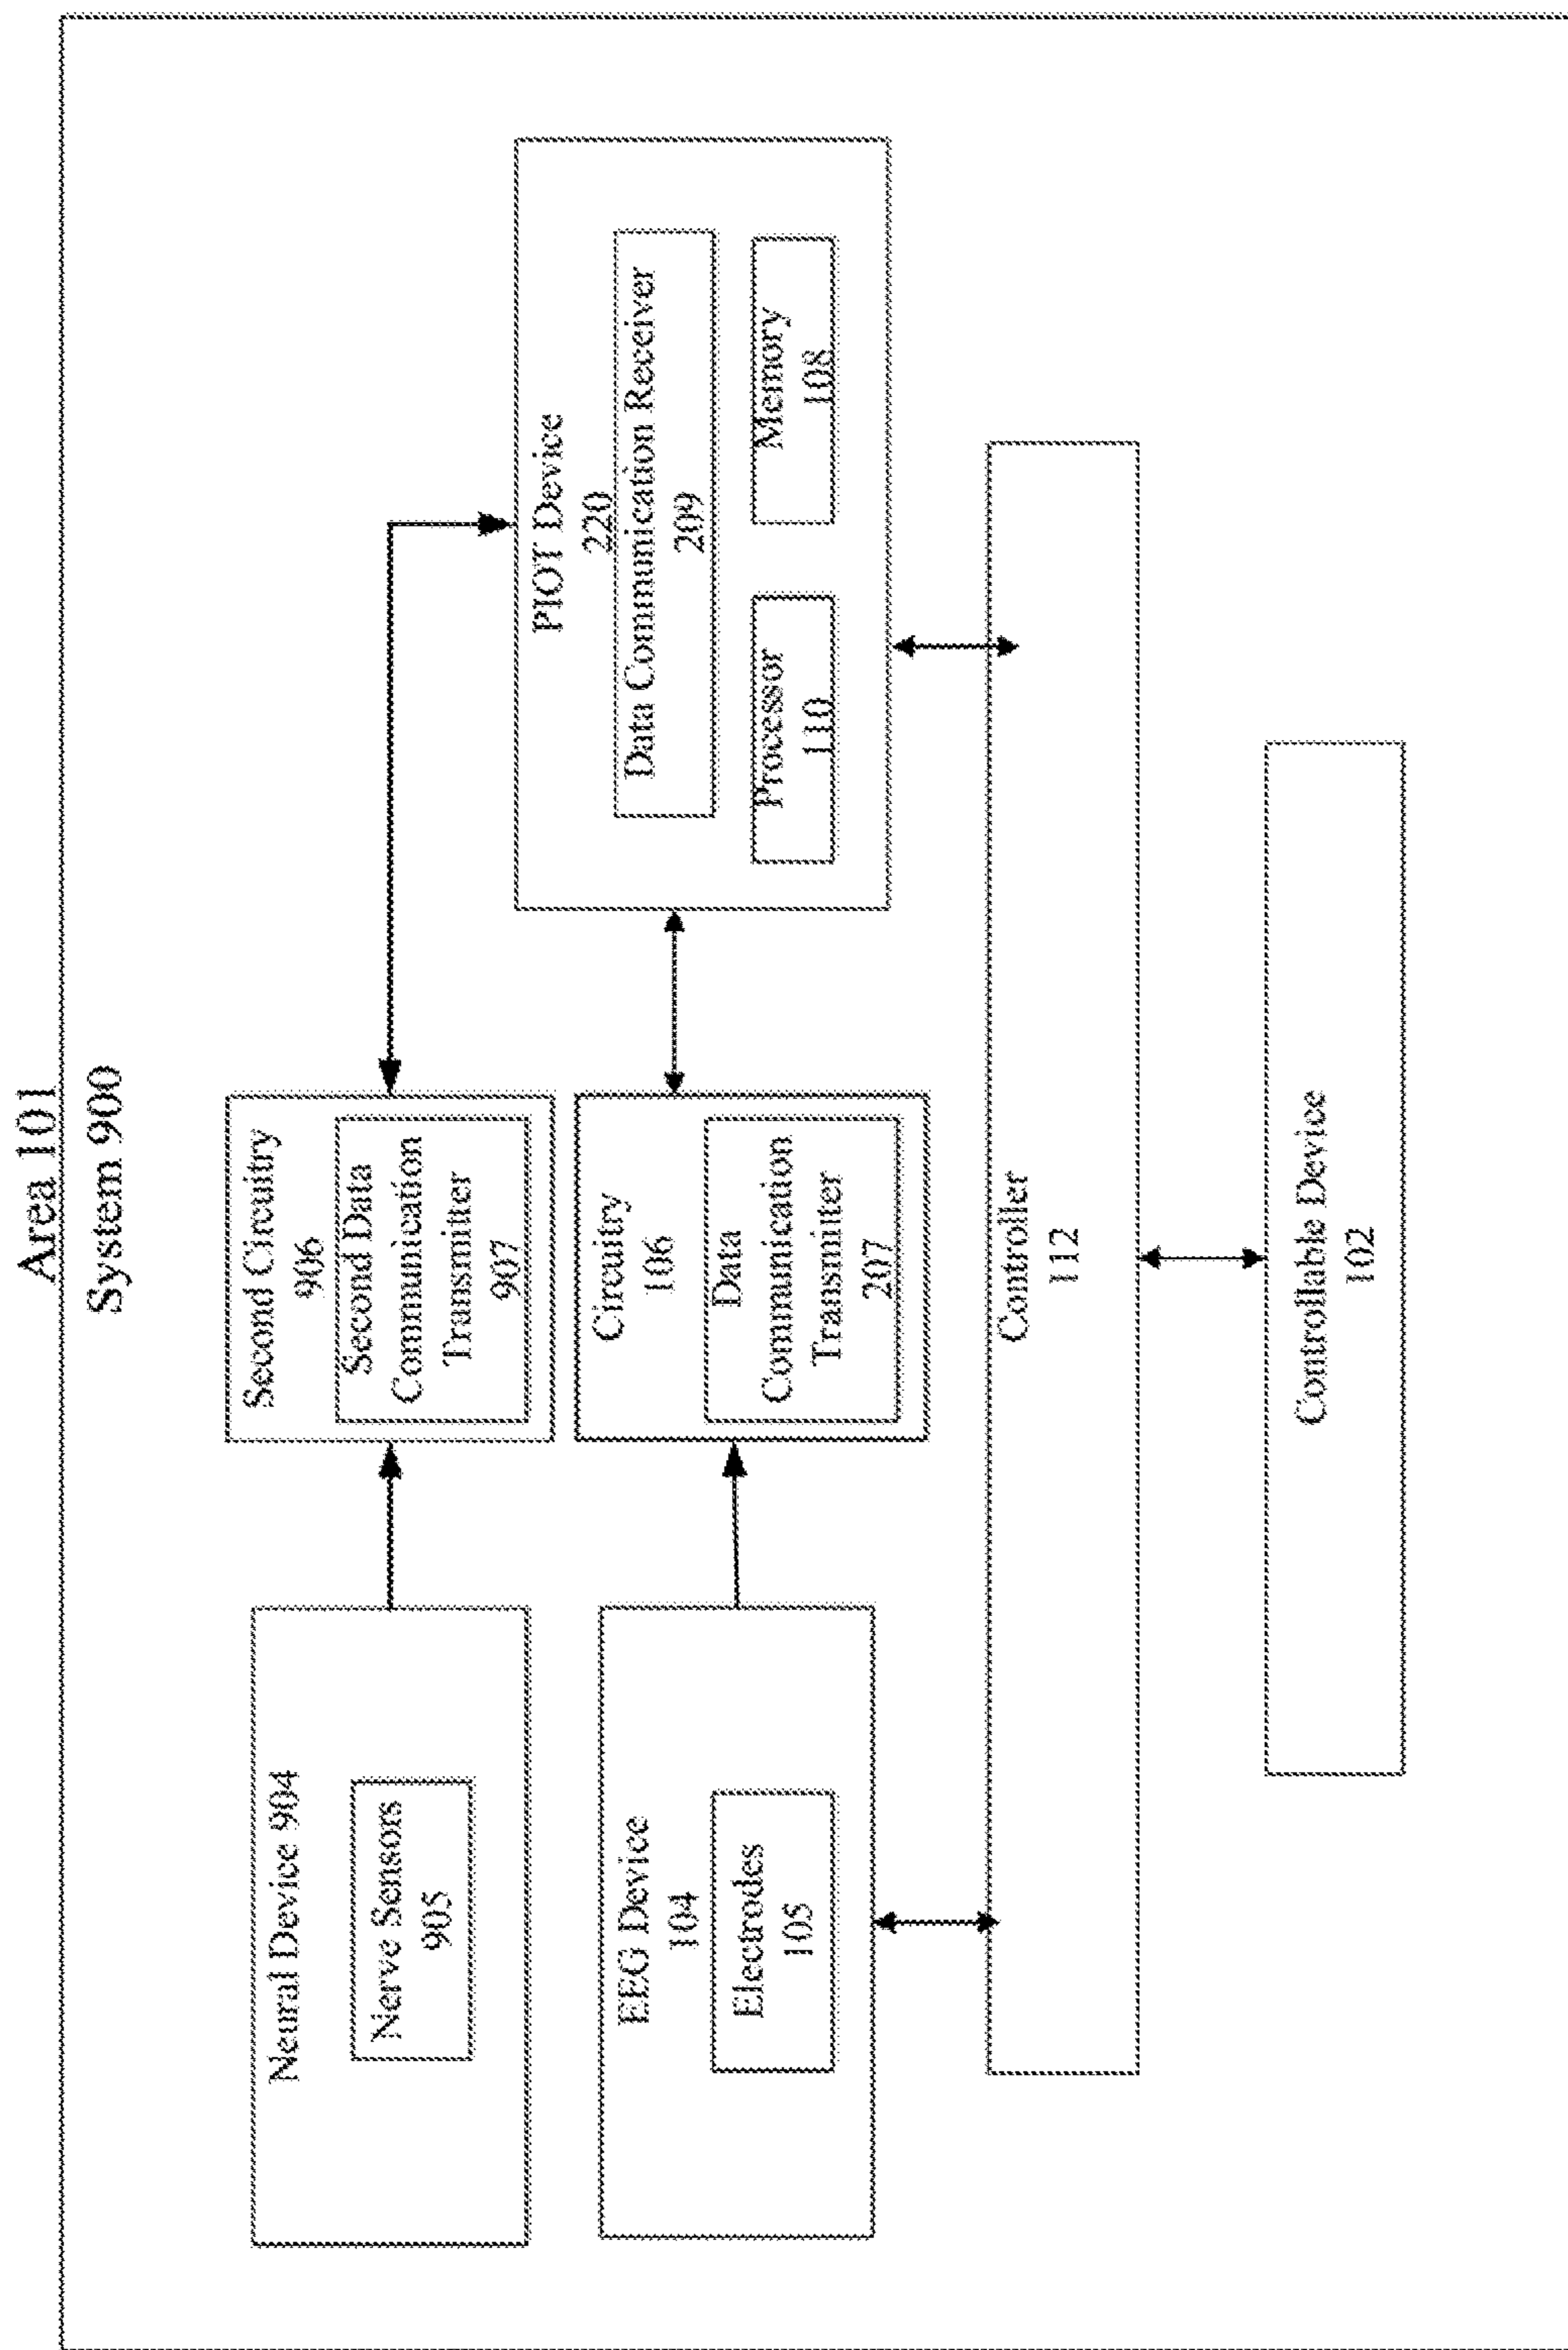 Area 101
System 900
Neural Device 904
Nerve Sensors
905
Second Circuitry
906
Second Data
Communication
Transmitter
907
PIOT Device
220
Data Communication Receiver
209
Processor
110
Memory
108
EEG Device
104
Electrodes
105
Circuitry
106
Data
Communication
Transmitter
207
Controller
112
Controllable Device
102